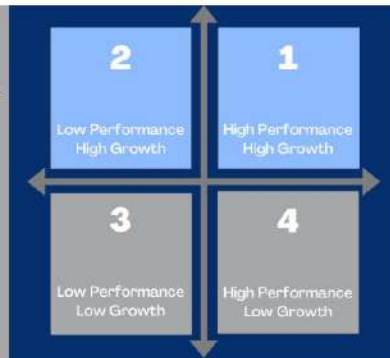 2
Low Performance
High Growth
1
High Performance
High Growth
3
Low Performance
Low Growth
4
High Performance
Low Growth